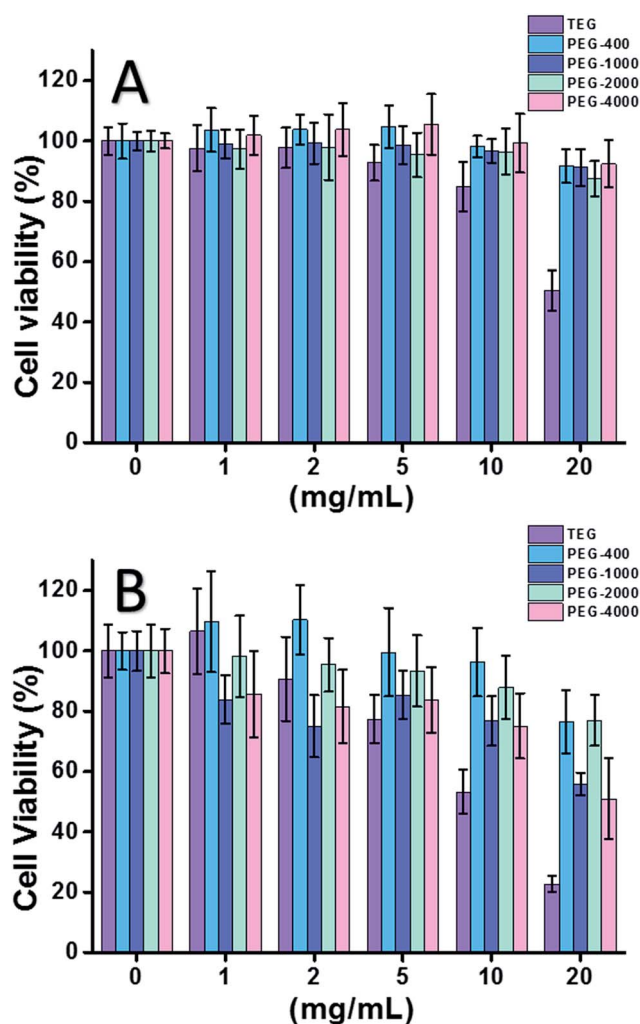 A
TEG
PEG-400
PEG-1000
PEG-2000
PEG-4000
Cell viability (%)
120
100
80
60
40
20
0
0 1 2 5 10 20
(mg/mL)
B
TEG
PEG-400
PEG-1000
PEG-2000
PEG-4000
Cell Viability (%)
120
100
80
60
40
20
0
0 1 2 5 10 20
(mg/mL)